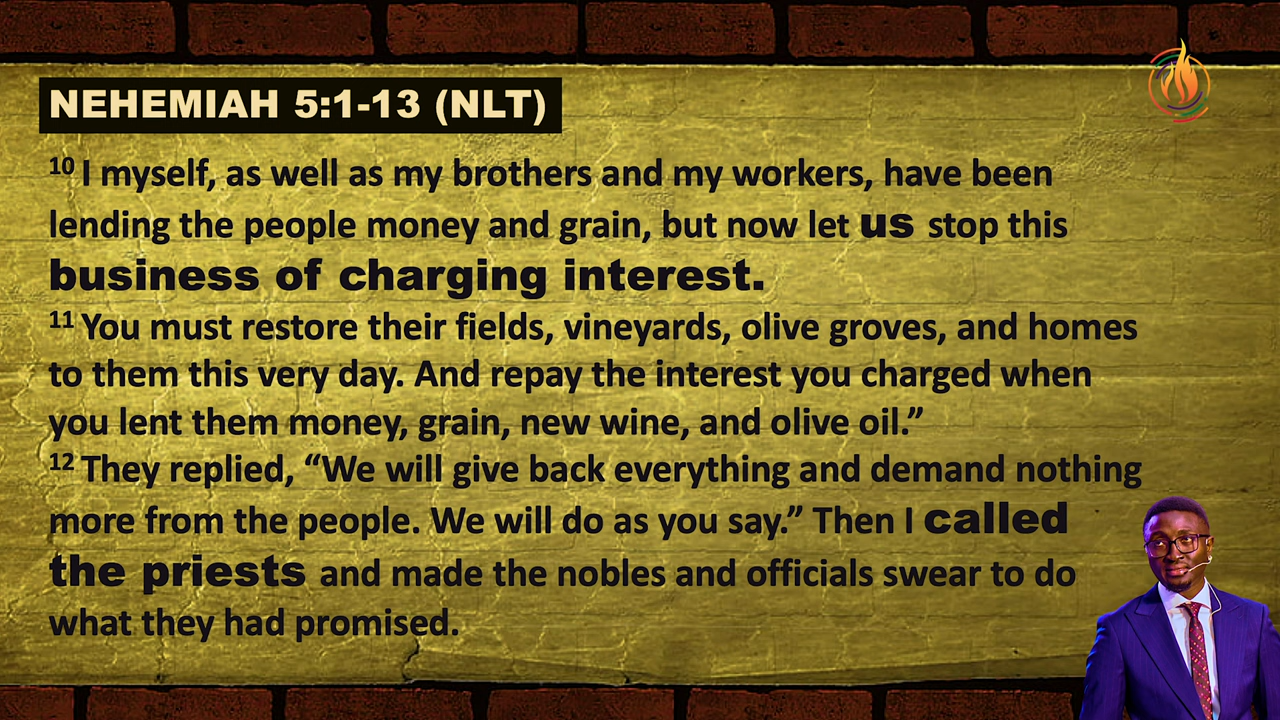 NEHEMIAH 5:1-13 (NLT)
10 I myself, as well as my brothers and my workers, have been
lending the people money and grain, but now let us stop this
business of charging interest.
11 You must restore their fields, vineyards, olive groves, and homes
to them this very day. And repay the interest you charged when
you lent them money, grain, new wine, and olive oil.”
12 They replied, “We will give back everything and demand nothing
more from the people. We will do as you say.” Then I called
the priests and made the nobles and officials swear to do
what they had promised.